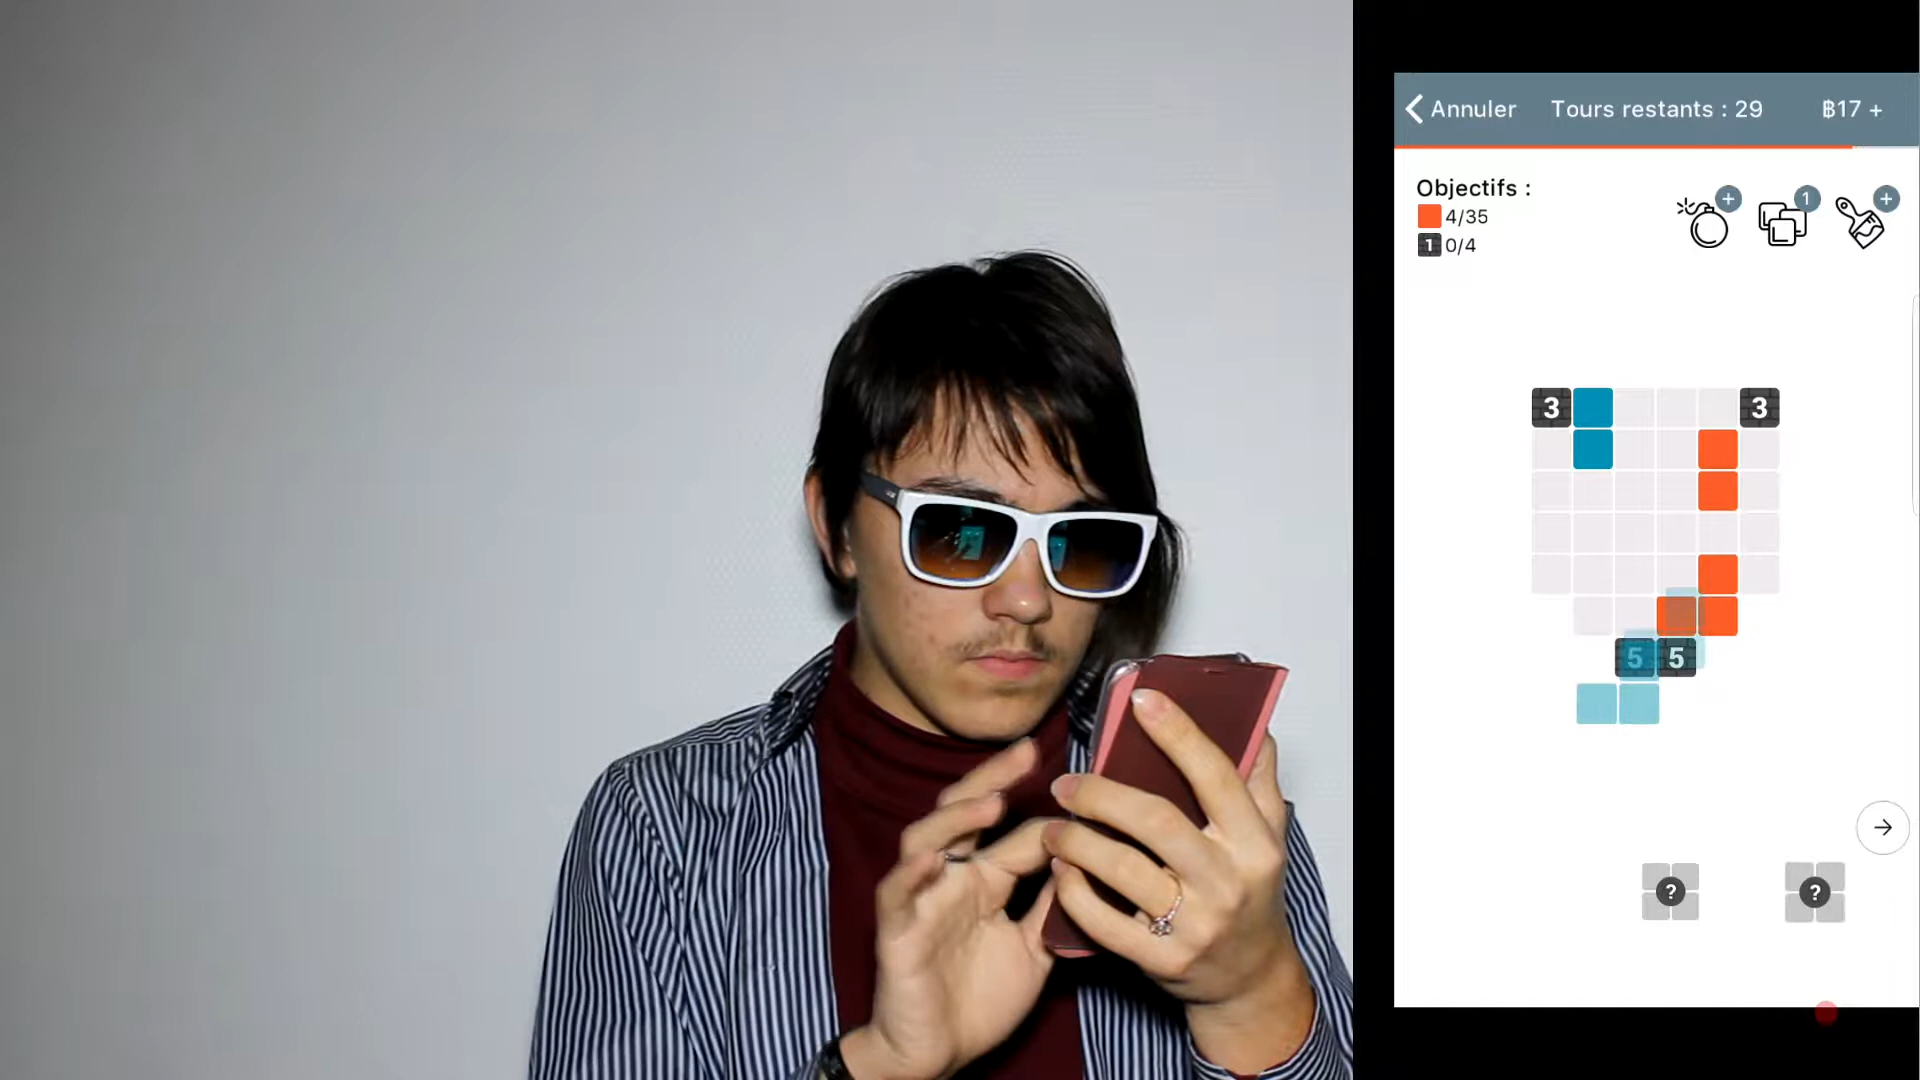 Annuler Tours restants : 29 ฿17 +
Objectifs :
4/35
1 0/4
+ 1 +
3 3
5 5
? ?